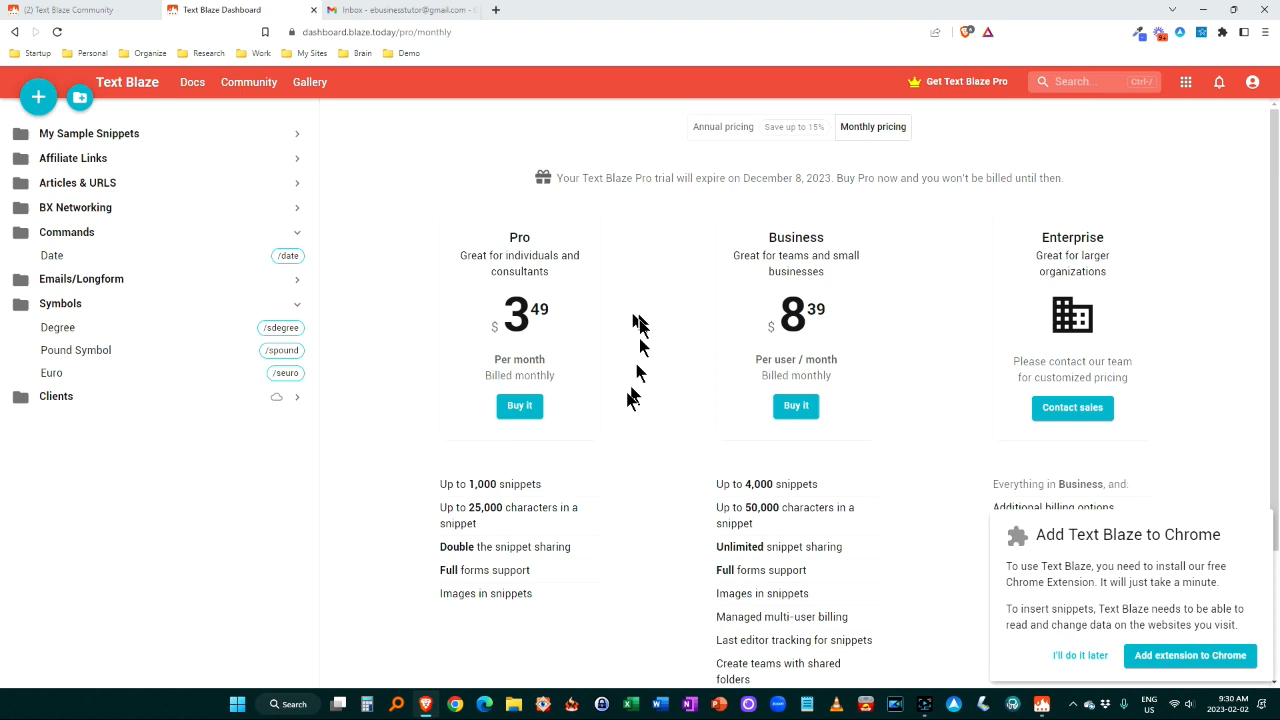 (2) Text Blaze Community
Text Blaze Dashboard
Inbox - ebusinesstutor@gmail.com -
dashboard.blaze.today/pro/monthly
Startup Personal Organize Research Work My Sites Brain Demo
Text Blaze Docs Community Gallery
Get Text Blaze Pro
Search... Ctrl-/
My Sample Snippets
Affiliate Links
Articles & URLS
BX Networking
Commands
Date /date
Emails/Longform
Symbols
Degree /sdegree
Pound Symbol /spound
Euro /seuro
Clients
Annual pricing Save up to 15% Monthly pricing
Your Text Blaze Pro trial will expire on December 8, 2023. Buy Pro now and you won't be billed until then.
Pro
Great for individuals and
consultants
$ 3 49
Per month
Billed monthly
Buy it
Up to 1,000 snippets
Up to 25,000 characters in a
snippet
Double the snippet sharing
Full forms support
Images in snippets
Business
Great for teams and small
businesses
$ 8 39
Per user / month
Billed monthly
Buy it
Up to 4,000 snippets
Up to 50,000 characters in a
snippet
Unlimited snippet sharing
Full forms support
Images in snippets
Managed multi-user billing
Last editor tracking for snippets
Create teams with shared
folders
Enterprise
Great for larger
organizations
Please contact our team
for customized pricing
Contact sales
Everything in Business, and:
Additional billing options
Add Text Blaze to Chrome
To use Text Blaze, you need to install our free
Chrome Extension. It will just take a minute.
To insert snippets, Text Blaze needs to be able to
read and change data on the websites you visit.
I'll do it later Add extension to Chrome
Search
ENG
US
9:30 AM
2023-02-02